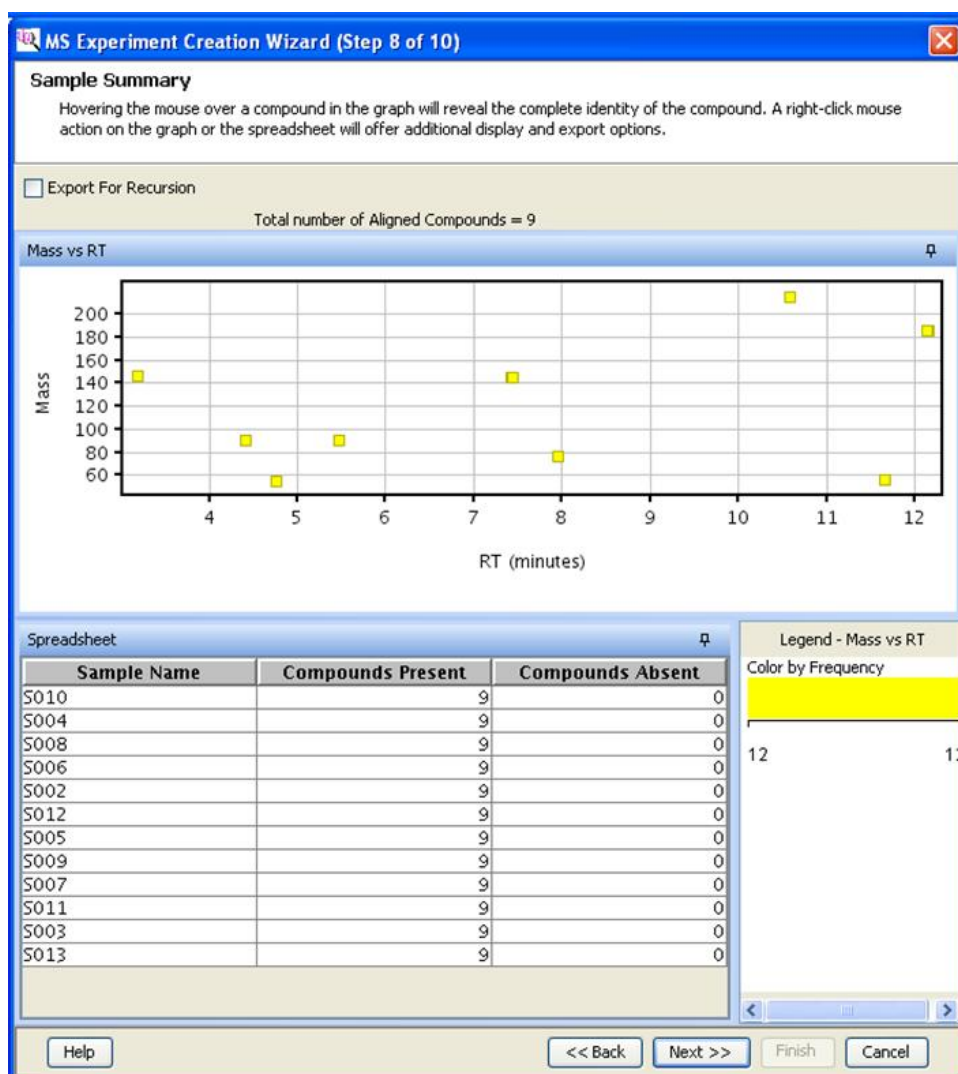 MS Experiment Creation Wizard (Step 8 of 10)
Sample Summary
Hovering the mouse over a compound in the graph will reveal the complete identity of the compound. A right-click mouse
action on the graph or the spreadsheet will offer additional display and export options.
Export For Recursion
Total number of Aligned Compounds = 9
Mass vs RT
200
180
160
140
120
100
80
60
Mass
4 5 6 7 8 9 10 11 12
RT (minutes)
Spreadsheet
Sample Name Compounds Present Compounds Absent
S010 9 0
S004 9 0
S008 9 0
S006 9 0
S002 9 0
S012 9 0
S005 9 0
S009 9 0
S007 9 0
S011 9 0
S003 9 0
S013 9 0
Legend - Mass vs RT
Color by Frequency
12
Help << Back Next >> Finish Cancel